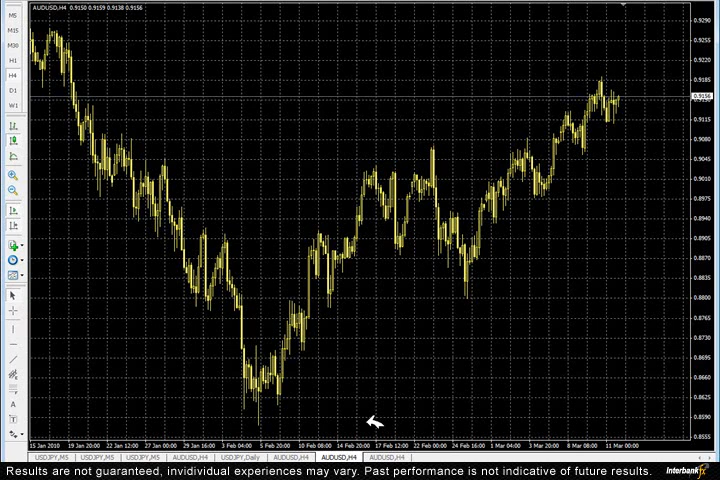 AUDUSD,H4 0.9150 0.9159 0.9138 0.9156
M5
M15
M30
H1
H4
D1
W1
A
T
0.9290
0.9255
0.9220
0.9185
0.9156
0.9150
0.9115
0.9080
0.9045
0.9010
0.8975
0.8940
0.8905
0.8870
0.8835
0.8800
0.8765
0.8730
0.8695
0.8660
0.8625
0.8590
0.8555
15 Jan 2010 19 Jan 20:00 22 Jan 12:00 27 Jan 00:00 29 Jan 16:00 3 Feb 04:00 5 Feb 20:00 10 Feb 08:00 14 Feb 20:00 17 Feb 12:00 22 Feb 00:00 24 Feb 16:00 1 Mar 04:00 3 Mar 20:00 8 Mar 08:00 11 Mar 00:00
USDJPY,M5 USDJPY,M5 USDJPY,M5 AUDUSD,H4 USDJPY,Daily AUDUSD,H4 AUDUSD,H4 AUDUSD,H4
Results are not guaranteed, invidividual experiences may vary. Past performance is not indicative of future results. Interbankfx